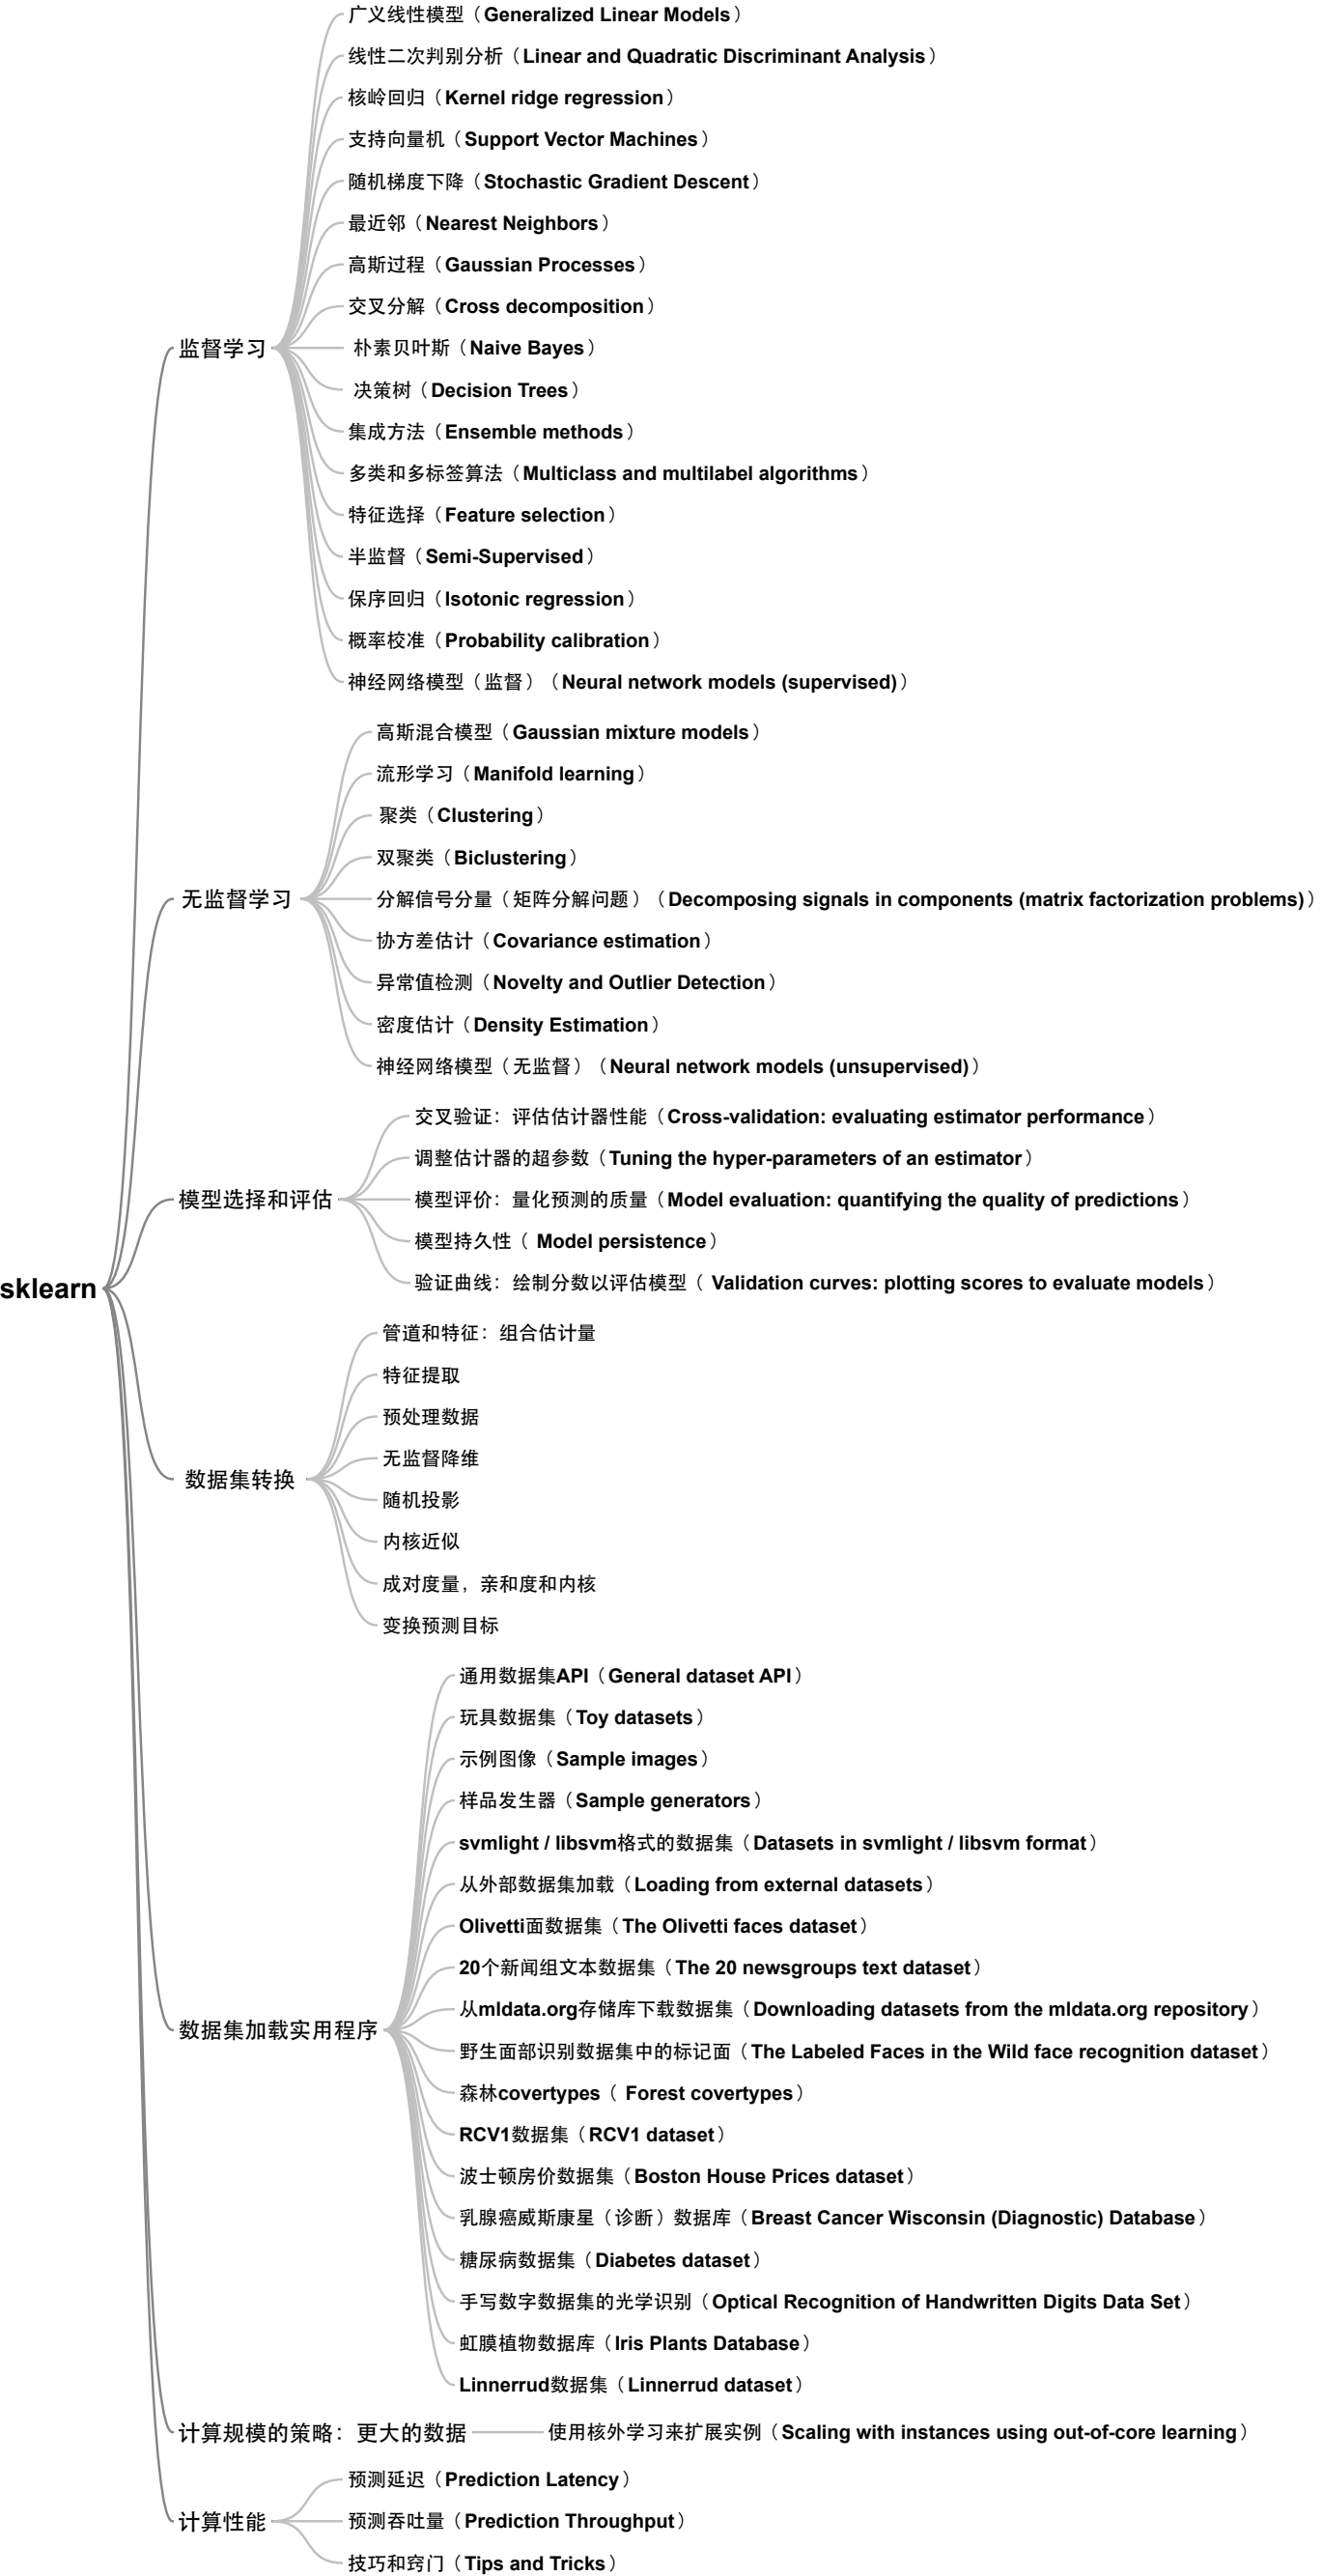 sklearn
监督学习
广义线性模型（Generalized Linear Models）
线性二次判别分析（Linear and Quadratic Discriminant Analysis）
核岭回归（Kernel ridge regression）
支持向量机（Support Vector Machines）
随机梯度下降（Stochastic Gradient Descent）
最近邻（Nearest Neighbors）
高斯过程（Gaussian Processes）
交叉分解（Cross decomposition）
朴素贝叶斯（Naive Bayes）
决策树（Decision Trees）
集成方法（Ensemble methods）
多类和多标签算法（Multiclass and multilabel algorithms）
特征选择（Feature selection）
半监督（Semi-Supervised）
保序回归（Isotonic regression）
概率校准（Probability calibration）
神经网络模型（监督）（Neural network models (supervised)）
无监督学习
高斯混合模型（Gaussian mixture models）
流形学习（Manifold learning）
聚类（Clustering）
双聚类（Biclustering）
分解信号分量（矩阵分解问题）（Decomposing signals in components (matrix factorization problems)）
协方差估计（Covariance estimation）
异常值检测（Novelty and Outlier Detection）
密度估计（Density Estimation）
神经网络模型（无监督）（Neural network models (unsupervised)）
模型选择和评估
交叉验证：评估估计器性能（Cross-validation: evaluating estimator performance）
调整估计器的超参数（Tuning the hyper-parameters of an estimator）
模型评价：量化预测的质量（Model evaluation: quantifying the quality of predictions）
模型持久性（ Model persistence）
验证曲线：绘制分数以评估模型（ Validation curves: plotting scores to evaluate models）
数据集转换
管道和特征：组合估计量
特征提取
预处理数据
无监督降维
随机投影
内核近似
成对度量，亲和度和内核
变换预测目标
数据集加载实用程序
通用数据集API（General dataset API）
玩具数据集（Toy datasets）
示例图像（Sample images）
样品发生器（Sample generators）
svmlight / libsvm格式的数据集（Datasets in svmlight / libsvm format）
从外部数据集加载（Loading from external datasets）
Olivetti面数据集（The Olivetti faces dataset）
20个新闻组文本数据集（The 20 newsgroups text dataset）
从mldata.org存储库下载数据集（Downloading datasets from the mldata.org repository）
野生面部识别数据集中的标记面（The Labeled Faces in the Wild face recognition dataset）
森林covertypes（ Forest covertypes）
RCV1数据集（RCV1 dataset）
波士顿房价数据集（Boston House Prices dataset）
乳腺癌威斯康星（诊断）数据库（Breast Cancer Wisconsin (Diagnostic) Database）
糖尿病数据集（Diabetes dataset）
手写数字数据集的光学识别（Optical Recognition of Handwritten Digits Data Set）
虹膜植物数据库（Iris Plants Database）
Linnerrud数据集（Linnerrud dataset）
计算规模的策略：更大的数据
使用核外学习来扩展实例（Scaling with instances using out-of-core learning）
计算性能
预测延迟（Prediction Latency）
预测吞吐量（Prediction Throughput）
技巧和窍门（Tips and Tricks）